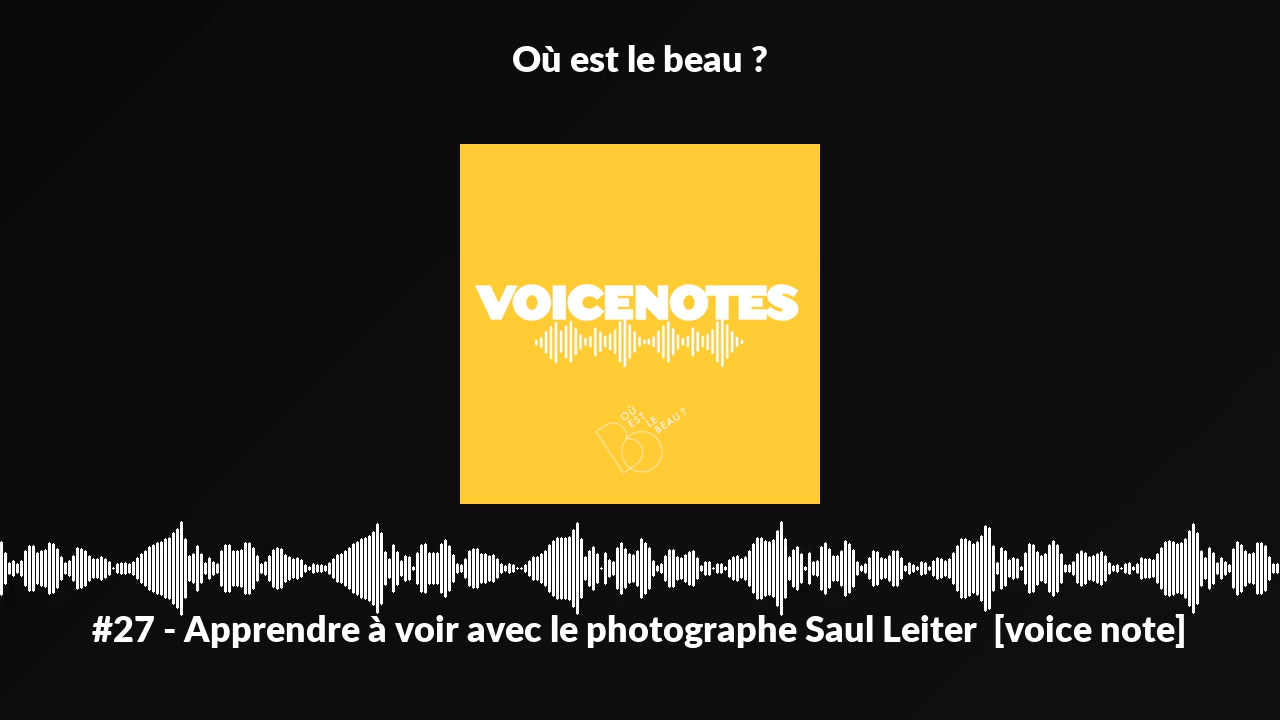 Où est le beau ?
VOICENOTES
OÙ
EST LE
BEAU ?
#27 - Apprendre à voir avec le photographe Saul Leiter  [voice note]